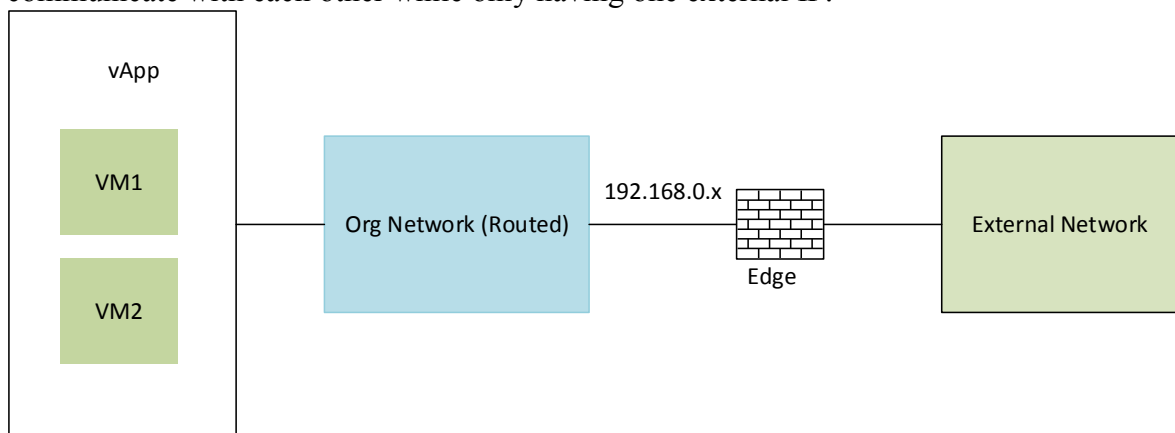 communicate with each other while only having one external IP.
vApp
VM1
VM2
Org Network (Routed)
192.168.0.x
Edge
External Network